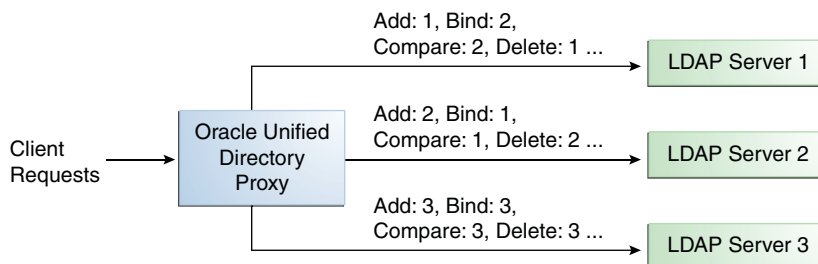 Add: 1, Bind: 2,
Compare: 2, Delete: 1 ...
LDAP Server 1
Client
Requests
Oracle Unified
Directory
Proxy
Add: 2, Bind: 1,
Compare: 1, Delete: 2 ...
LDAP Server 2
Add: 3, Bind: 3,
Compare: 3, Delete: 3 ...
LDAP Server 3